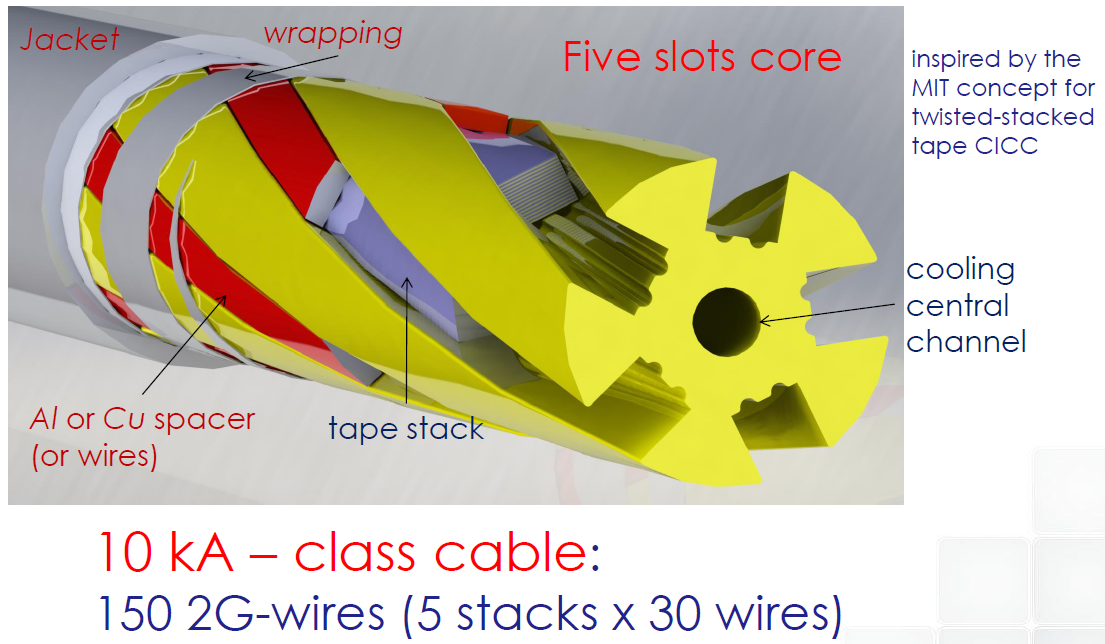 Jacket
wrapping
Five slots core
inspired by the
MIT concept for
twisted-stacked
tape CICC
cooling
central
channel
Al or Cu spacer
(or wires)
tape stack
10 kA – class cable:
150 2G-wires (5 stacks x 30 wires)